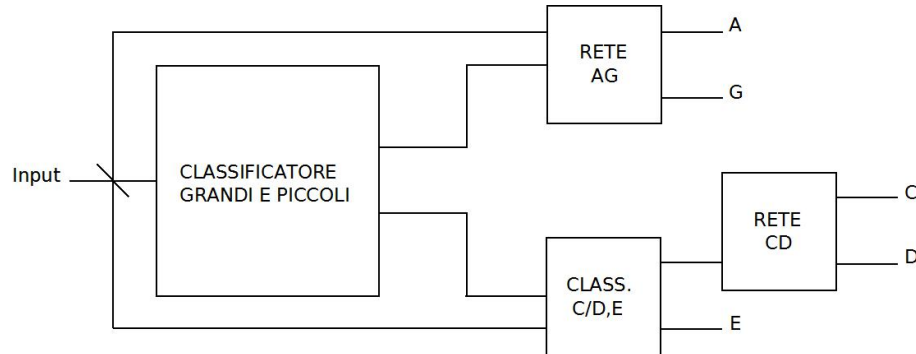 A
RETE
AG
G
Input
CLASSIFICATORE
GRANDI E PICCOLI
RETE
CD
C
D
CLASS.
C/D,E
E